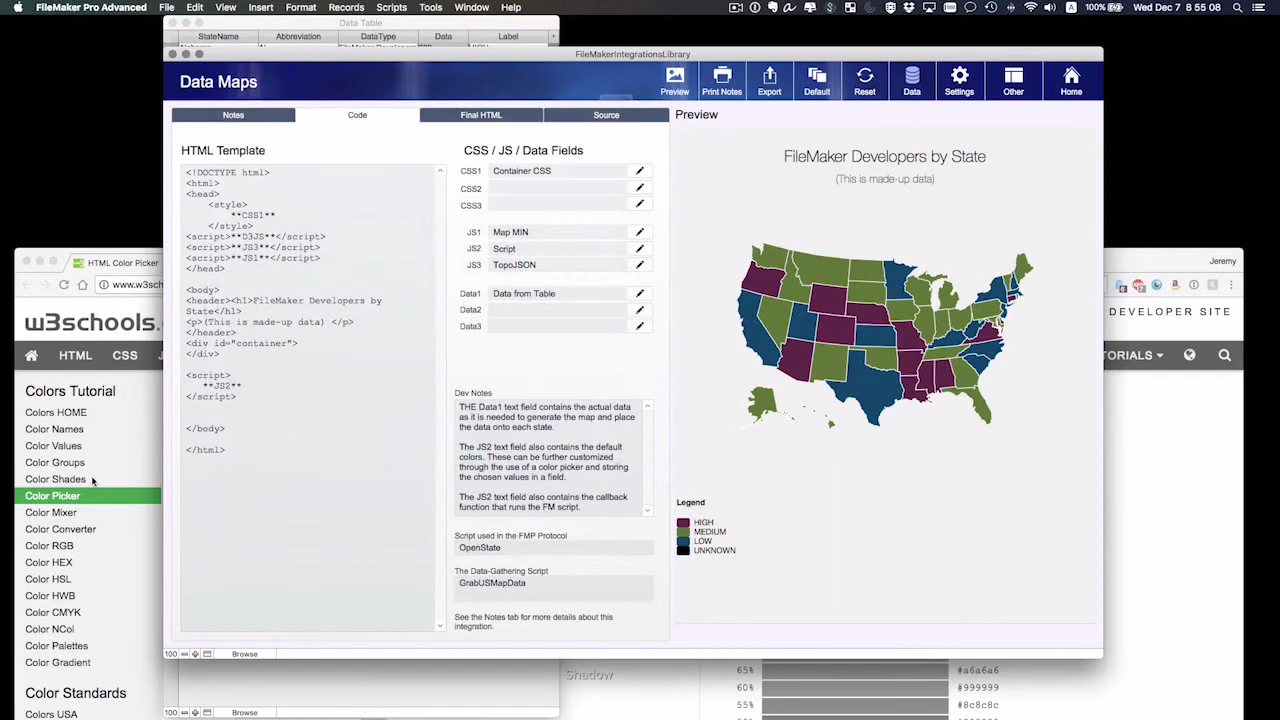 FileMaker Pro Advanced File Edit View Insert Format Records Scripts Tools Window Help
100% Wed Dec 7 8 55 08
Data Table
StateName Abbreviation DataType Data Label
FileMakerIntegrationsLibrary
Data Maps
Preview Print Notes Export Default Reset Data Settings Other Home
Notes Code Final HTML Source
HTML Template
<!DOCTYPE html>
<html>
<head>
<style>
**CSS1**
</style>
<script>**D3JS**</script>
<script>**JS3**</script>
<script>**JS1**</script>
</head>
<body>
<header><h1>FileMaker Developers by
State</h1>
<p>(This is made-up data) </p>
</header>
<div id="container">
</div>
<script>
**JS2**
</script>
</body>
</html>
CSS / JS / Data Fields
CSS1 Container CSS
CSS2
CSS3
JS1 Map MIN
JS2 Script
JS3 TopoJSON
Data1 Data from Table
Data2
Data3
Dev Notes
THE Data1 text field contains the actual data
as it is needed to generate the map and place
the data onto each state.
The JS2 text field also contains the default
colors. These can be further customized
through the use of a color picker and storing
the chosen values in a field.
The JS2 text field also contains the callback
function that runs the FM script.
Script used in the FMP Protocol
OpenState
The Data-Gathering Script
GrabUSMapData
See the Notes tab for more details about this
integration.
Preview
FileMaker Developers by State
(This is made-up data)
Legend
HIGH
MEDIUM
LOW
UNKNOWN
100 Browse
HTML Color Picker
www.w3sch
w3schools.
HTML CSS
Colors Tutorial
Colors HOME
Color Names
Color Values
Color Groups
Color Shades
Color Picker
Color Mixer
Color Converter
Color RGB
Color HEX
Color HSL
Color HWB
Color CMYK
Color NCol
Color Palettes
Color Gradient
Color Standards
Colors USA
Jeremy
DEVELOPER SITE
TORIALS
Shadow
65% #a6a6a6
60% #999999
55% #8c8c8c
100 Browse